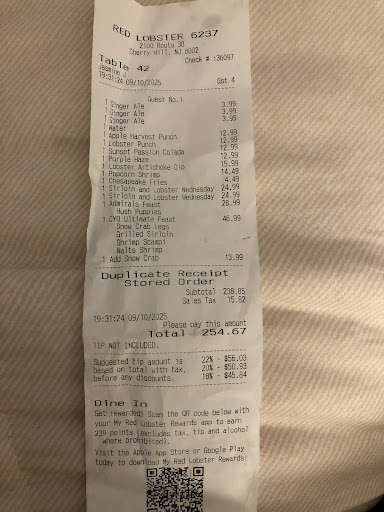 RED LOBSTER 6237
2100 Route 38
Cherry Hill, NJ 8002
Table 42
Check # :36097
Jasmine J
19:31:24 09/10/2025
Gst 4
Guest No.1
1 Ginger Ale 3.99
1 Ginger Ale 3.99
1 Ginger Ale 3.99
1 Water
1 Apple Harvest Punch 12.99
1 Lobster Punch 12.99
1 Sunset Passion Colada 12.99
1 Purple Haze 12.99
1 Lobster Artichoke Dip 15.99
1 Popcorn Shrimp 14.49
1 Chesapeake Fries 4.49
1 Sirloin and Lobster Wednesday 24.99
1 Sirloin and Lobster Wednesday 24.99
1 Admirals Feast 28.99
Hush Puppies
1 CYO Ultimate Feast 46.99
Snow Crab Legs
Grilled Sirloin
Shrimp Scampi
Walts Shrimp
1 Add Snow Crab 13.99
Duplicate Receipt
Stored Order
Subtotal 238.85
Sales Tax 15.82
19:31:24 09/10/2025
Please pay this amount
Total 254.67
TIP NOT INCLUDED.
Suggested tip amount is 22% - $56.03
based on total with tax, 20% - $50.93
before any discounts. 18% - $45.84
Dine In
Get rewarded! Scan the QR code below with
your My Red Lobster Rewards app to earn
239 points (excludes tax, tip and alcohol
where prohibited).
Visit the Apple App Store or Google Play
today to download My Red Lobster Rewards!